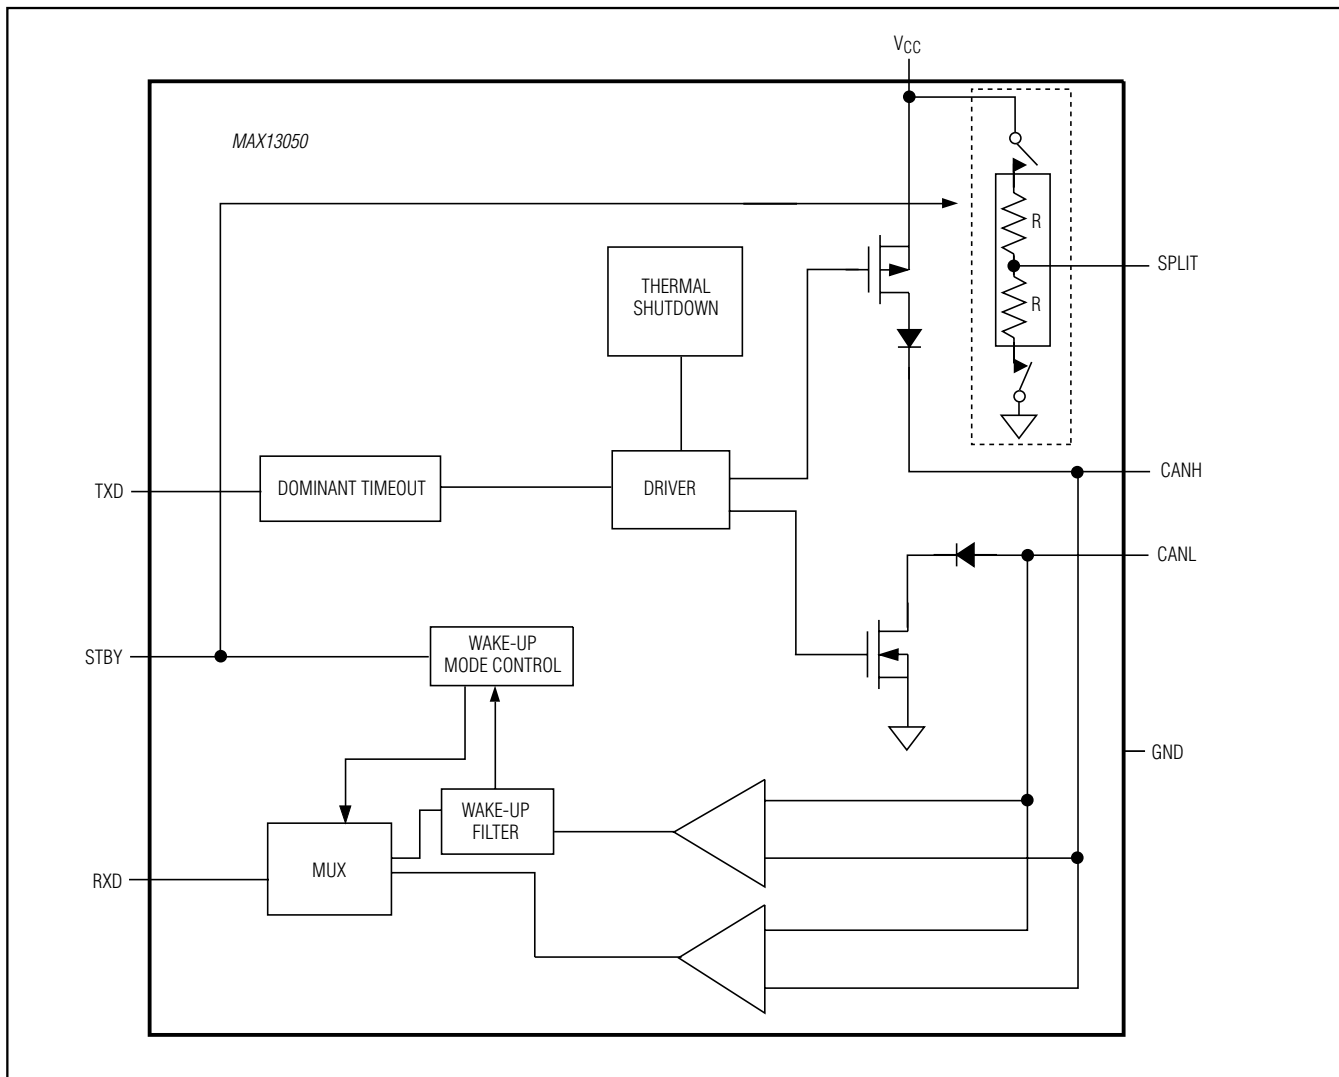 VCC
MAX13050
R
SPLIT
THERMAL
SHUTDOWN
R
CANH
TXD
DOMINANT TIMEOUT
DRIVER
CANL
STBY
WAKE-UP
MODE CONTROL
GND
WAKE-UP
FILTER
MUX
RXD